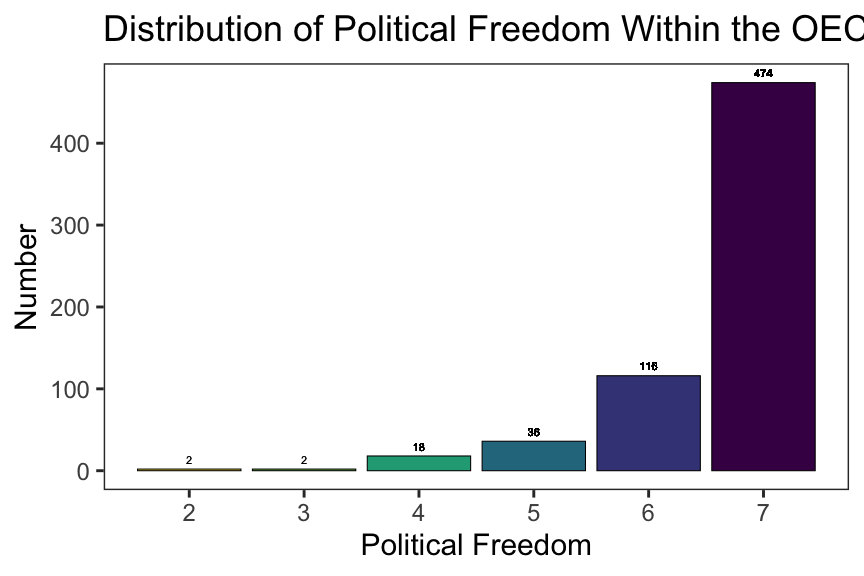 Distribution of Political Freedom Within the OEC
474
400
300
200
116
100
36
18
2
2
0
Number
2 3 4 5 6 7
Political Freedom